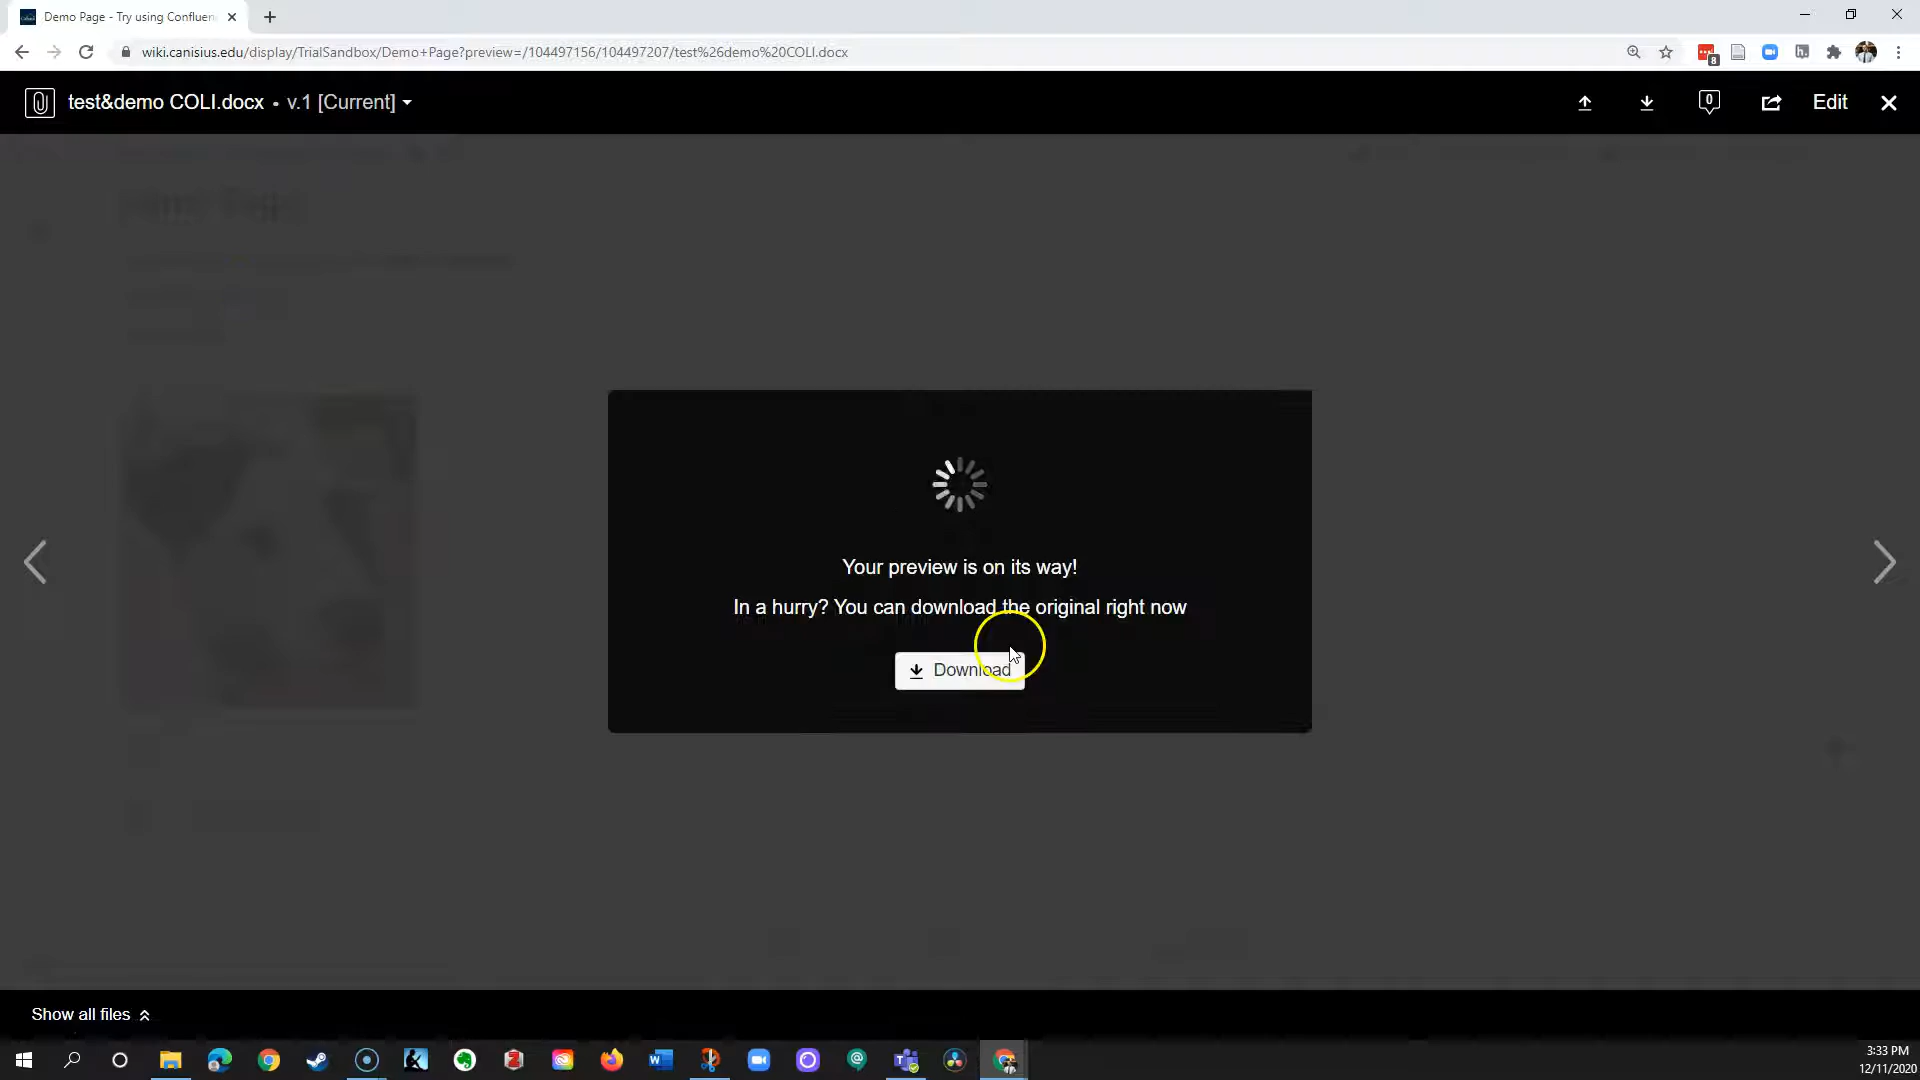 Demo Page - Try using Confluen
wiki.canisius.edu/display/TrialSandbox/Demo+Page?preview=/104497156/104497207/test%26demo%20COLI.docx
8
test&demo COLI.docx • v.1 [Current]
0
Edit
Your preview is on its way!
In a hurry? You can download the original right now
Download
Show all files
3:33 PM
12/11/2020